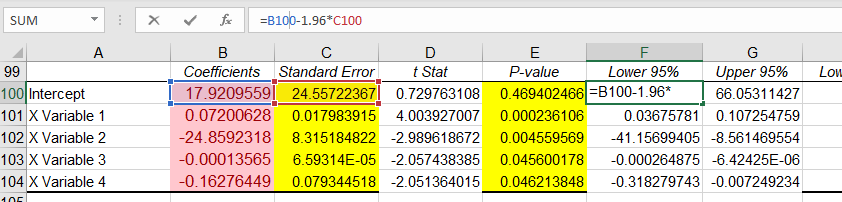 SUM fx =B100-1.96*C100
A B C D E F G
99 Coefficients Standard Error t Stat P-value Lower 95% Upper 95% Low
100 Intercept 17.9209559 24.55722367 0.729763108 0.469402466 =B100-1.96* 66.05311427
101 X Variable 1 0.07200628 0.017983915 4.003927007 0.000236106 0.03675781 0.107254759
102 X Variable 2 -24.8592318 8.315184822 -2.989618672 0.004559569 -41.15699405 -8.561469554
103 X Variable 3 -0.00013565 6.59314E-05 -2.057438385 0.045600178 -0.000264875 -6.42425E-06
104 X Variable 4 -0.16276449 0.079344518 -2.051364015 0.046213848 -0.318279743 -0.007249234